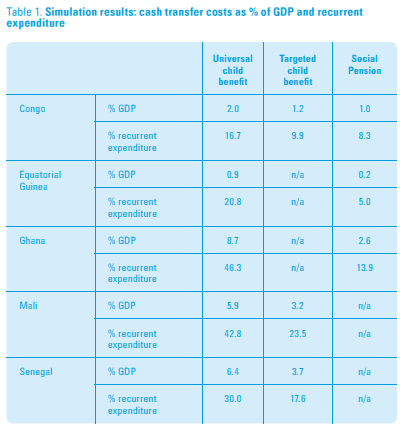 Table 1. Simulation results: cash transfer costs as % of GDP and recurrent
expenditure
Universal child benefit Targeted child benefit Social Pension
Congo % GDP 2.0 1.2 1.0
% recurrent expenditure 16.7 9.9 8.3
Equatorial Guinea % GDP 0.9 n/a 0.2
% recurrent expenditure 20.8 n/a 5.0
Ghana % GDP 8.7 n/a 2.6
% recurrent expenditure 46.3 n/a 13.9
Mali % GDP 5.9 3.2 n/a
% recurrent expenditure 42.8 23.5 n/a
Senegal % GDP 6.4 3.7 n/a
% recurrent expenditure 30.0 17.6 n/a